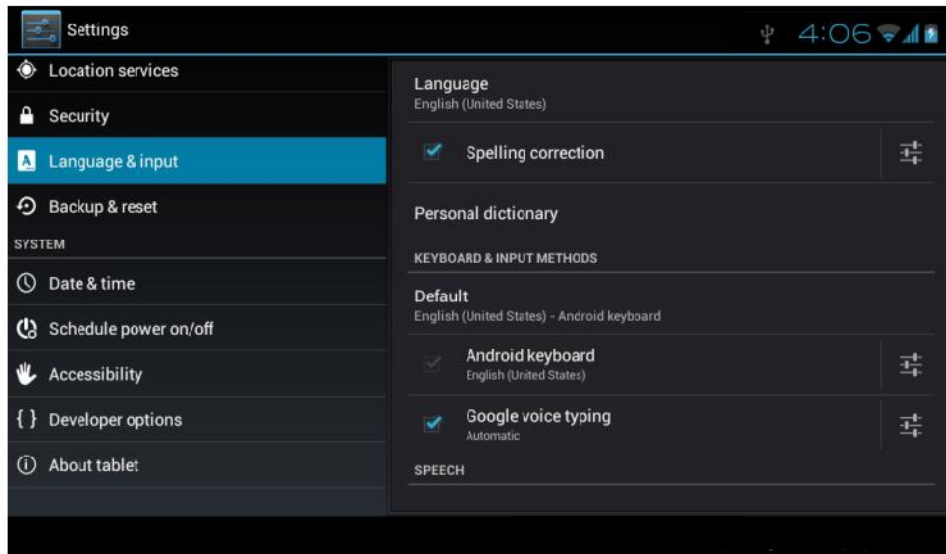 Settings
4:06
Location services
Security
Language & input
Backup & reset
SYSTEM
Date & time
Schedule power on/off
Accessibility
{ } Developer options
About tablet
Language
English (United States)
Spelling correction
Personal dictionary
KEYBOARD & INPUT METHODS
Default
English (United States) - Android keyboard
Android keyboard
English (United States)
Google voice typing
Automatic
SPEECH